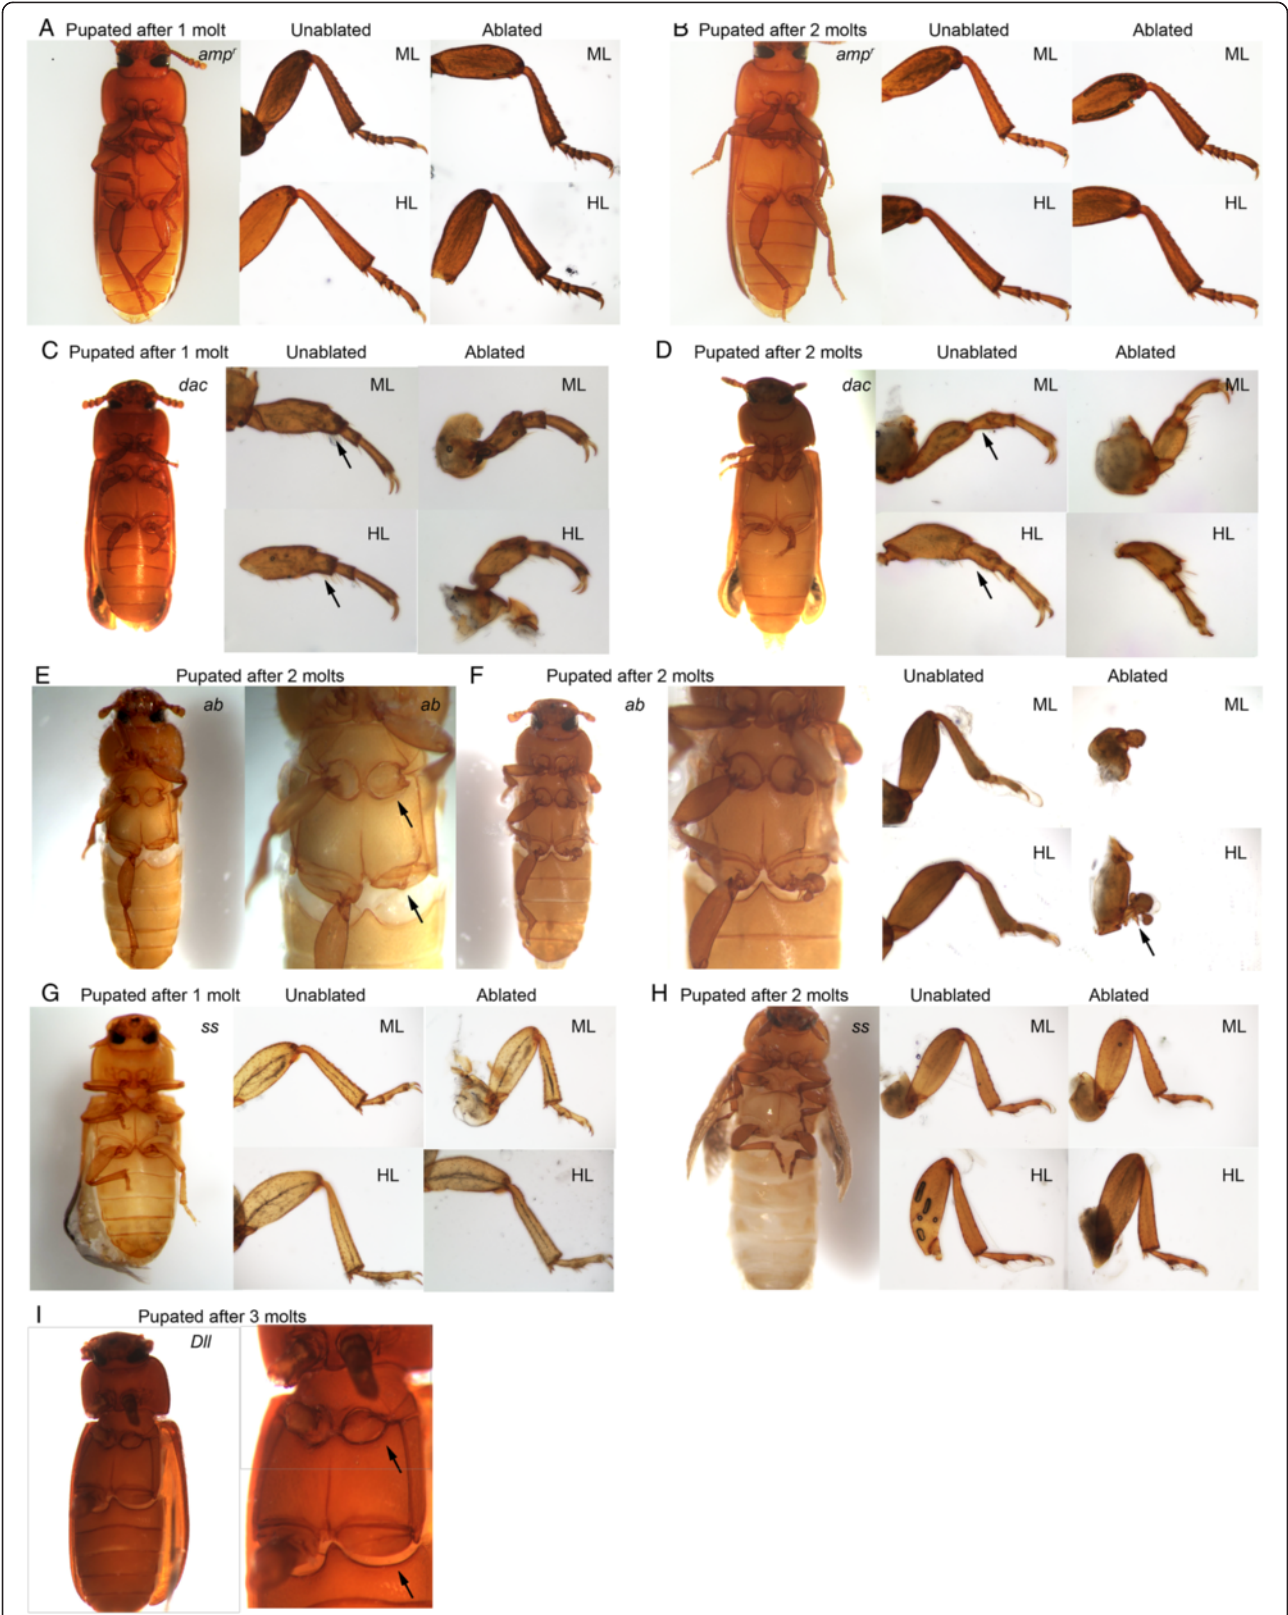 A Pupated after 1 molt Unablated Ablated
amp^r ML ML
HL HL
B Pupated after 2 molts Unablated Ablated
amp^r ML ML
HL HL
C Pupated after 1 molt Unablated Ablated
dac ML ML
HL HL
D Pupated after 2 molts Unablated Ablated
dac ML ML
HL HL
E Pupated after 2 molts
ab ab
F Pupated after 2 molts Unablated Ablated
ab ML ML
HL HL
G Pupated after 1 molt Unablated Ablated
ss ML ML
HL HL
H Pupated after 2 molts Unablated Ablated
ss ML ML
HL HL
I Pupated after 3 molts
Dll